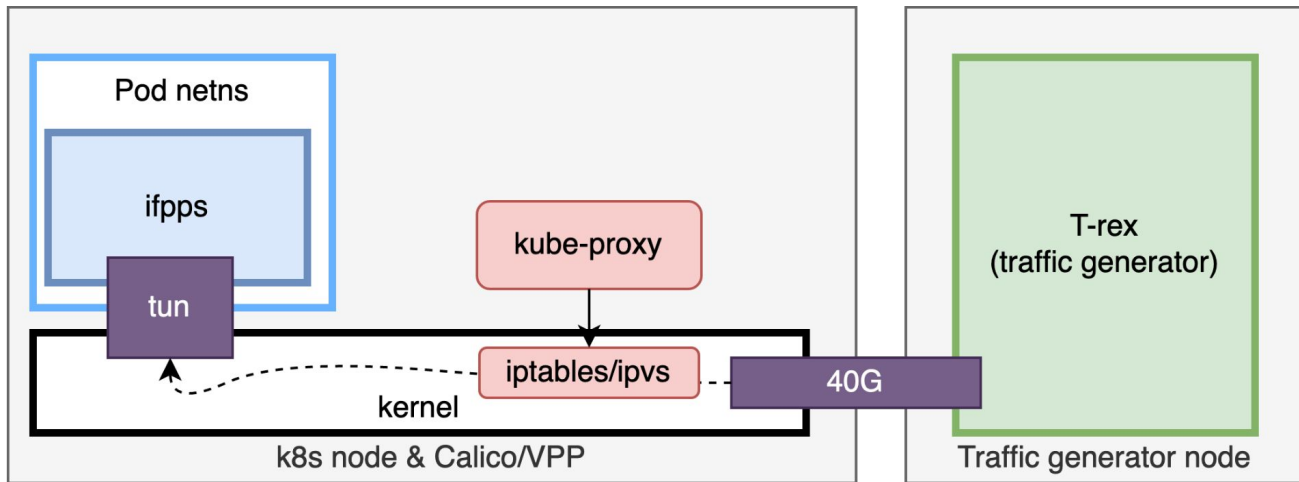 Pod netns
ifpps
tun
kube-proxy
iptables/ipvs
kernel
40G
k8s node & Calico/VPP
T-rex
(traffic generator)
Traffic generator node